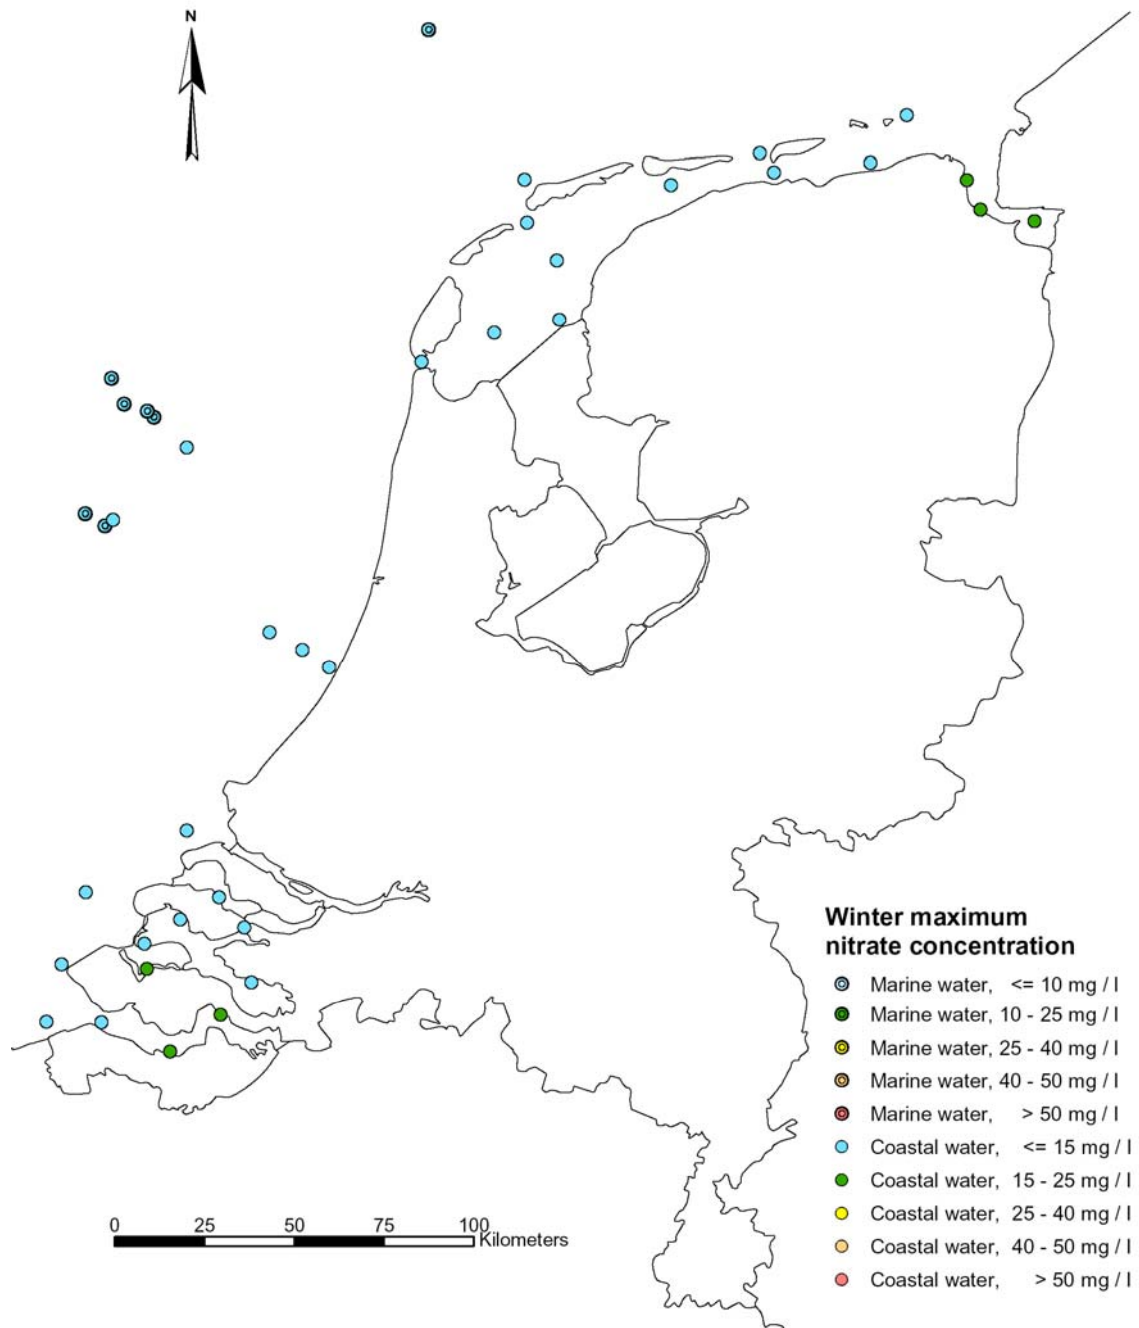 N
Winter maximum
nitrate concentration
Marine water, <= 10 mg / l
Marine water, 10 - 25 mg / l
Marine water, 25 - 40 mg / l
Marine water, 40 - 50 mg / l
Marine water, > 50 mg / l
Coastal water, <= 15 mg / l
Coastal water, 15 - 25 mg / l
Coastal water, 25 - 40 mg / l
Coastal water, 40 - 50 mg / l
Coastal water, > 50 mg / l
0 25 50 75 100
Kilometers